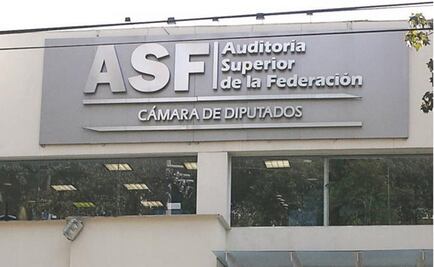 ASF
Auditoría
Superior
de la Federación
CÁMARA DE DIPUTADOS